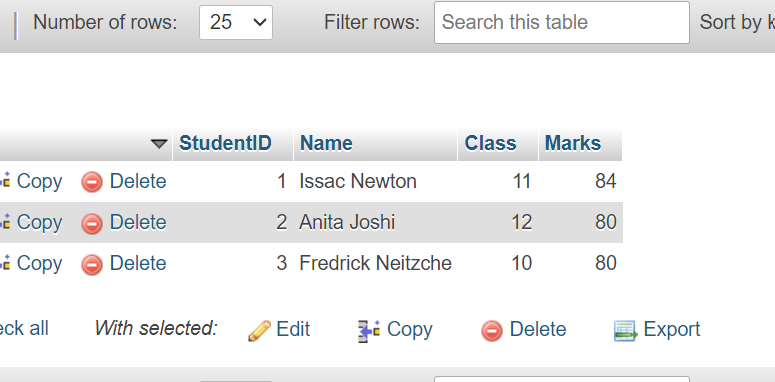 Number of rows: 25 Filter rows: Search this table Sort by k
StudentID Name Class Marks
Copy Delete 1 Issac Newton 11 84
Copy Delete 2 Anita Joshi 12 80
Copy Delete 3 Fredrick Neitzche 10 80
eck all With selected: Edit Copy Delete Export